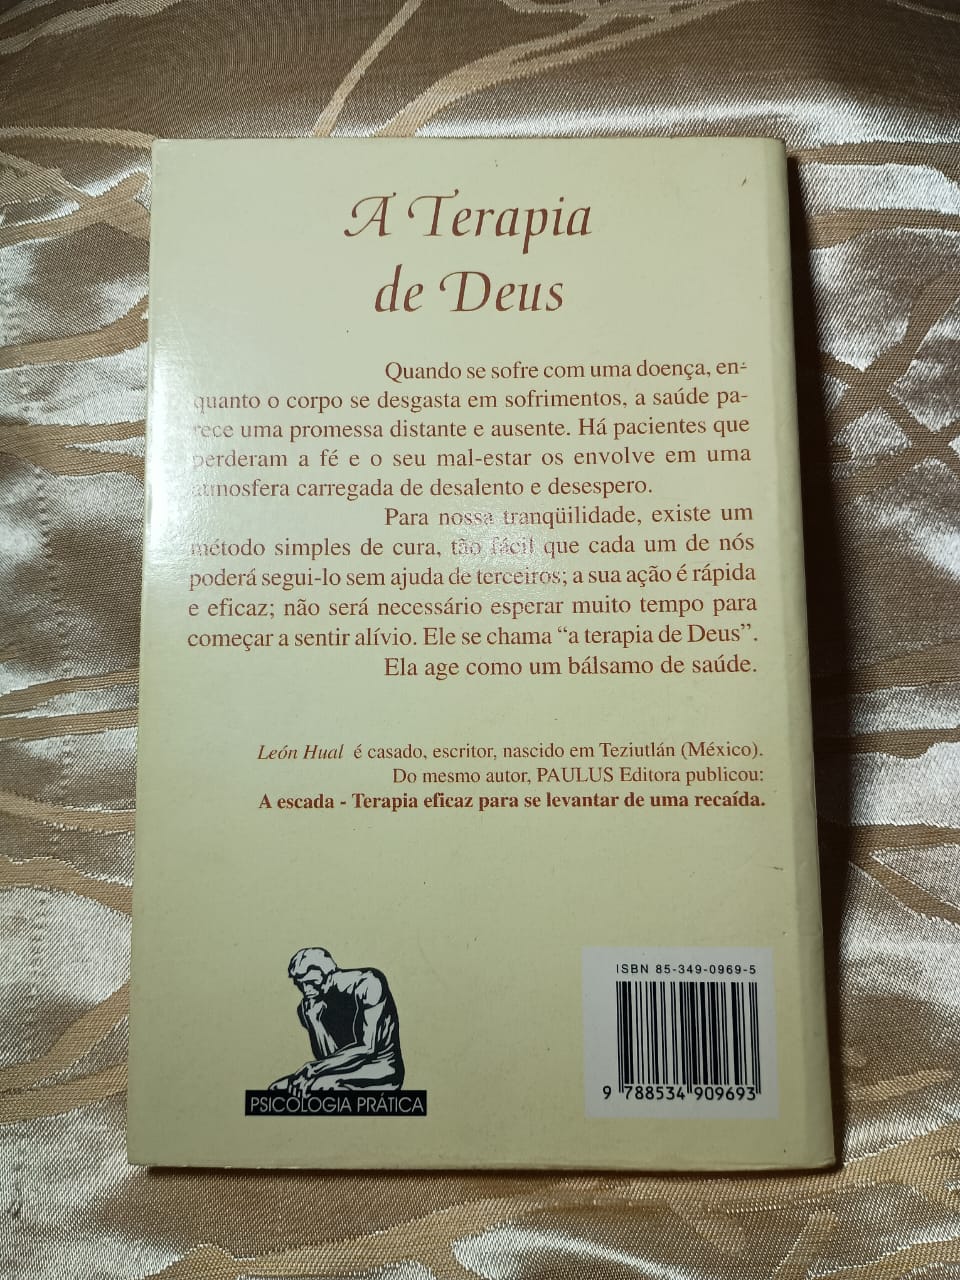 A Terapia
de Deus
Quando se sofre com uma doença, en-
quanto o corpo se desgasta em sofrimentos, a saúde pa-
rece uma promessa distante e ausente. Há pacientes que
perderam a fé e o seu mal-estar os envolve em uma
atmosfera carregada de desalento e desespero.
Para nossa tranqüilidade, existe um
método simples de cura, tão fácil que cada um de nós
poderá segui-lo sem ajuda de terceiros; a sua ação é rápida
e eficaz; não será necessário esperar muito tempo para
começar a sentir alívio. Ele se chama “a terapia de Deus”.
Ela age como um bálsamo de saúde.
León Hual é casado, escritor, nascido em Teziutlán (México).
Do mesmo autor, PAULUS Editora publicou:
A escada - Terapia eficaz para se levantar de uma recaída.
PSICOLOGIA PRÁTICA
ISBN 85-349-0969-5
9 788534 909693